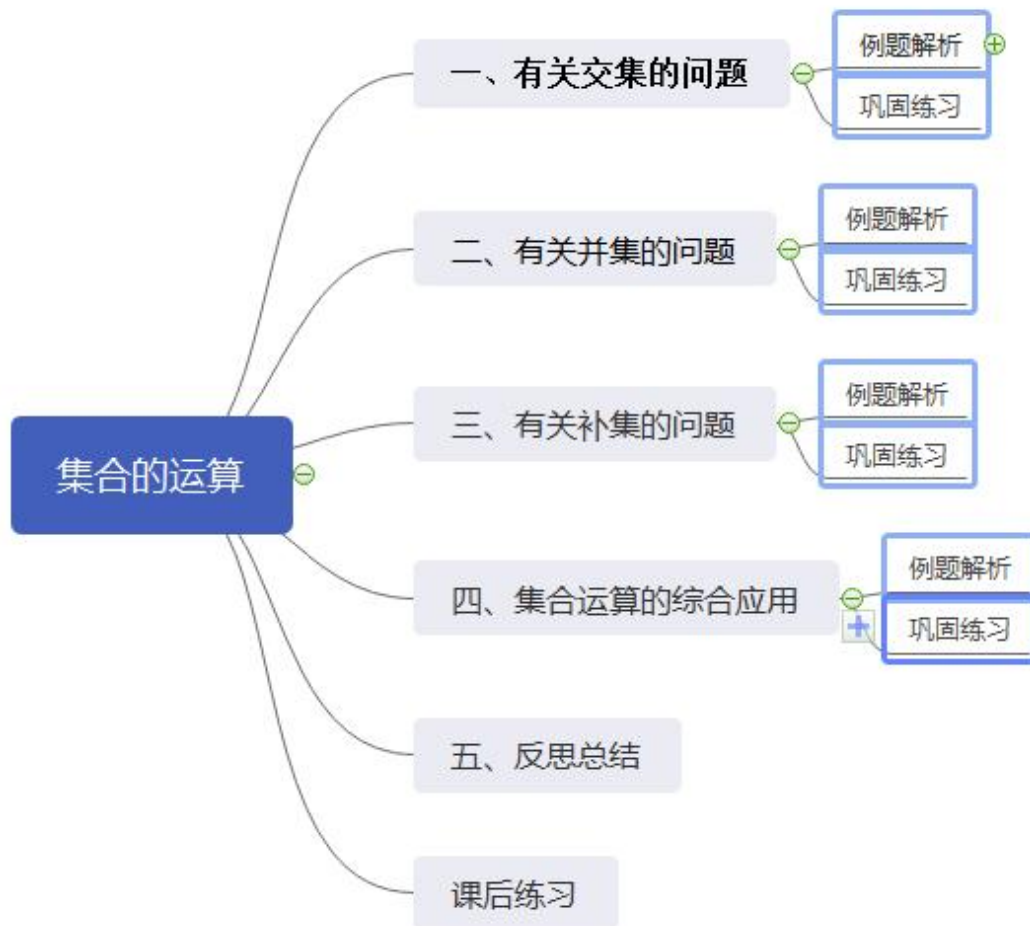 一、有关交集的问题
例题解析
巩固练习
二、有关并集的问题
例题解析
巩固练习
三、有关补集的问题
例题解析
巩固练习
集合的运算
四、集合运算的综合应用
例题解析
巩固练习
五、反思总结
课后练习